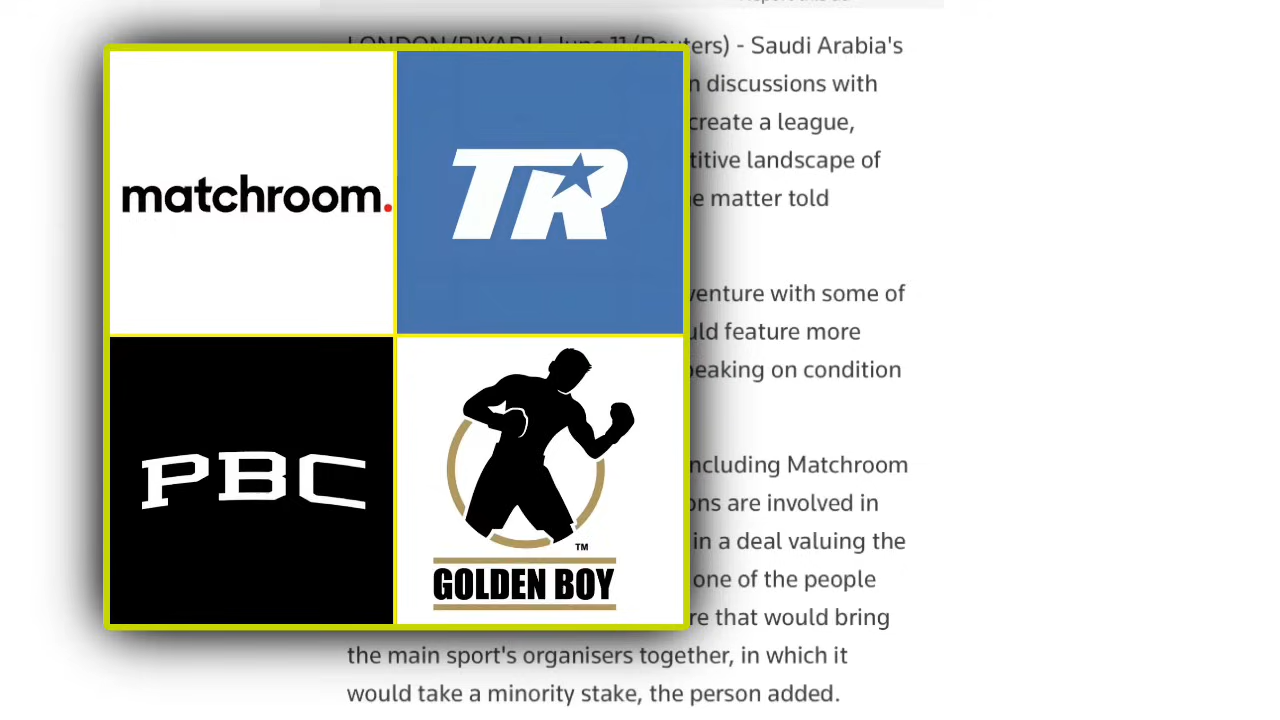 LONDON/RIYADH, June 11 (Reuters) - Saudi Arabia's
n discussions with
create a league,
titive landscape of
e matter told
venture with some of
uld feature more
peaking on condition
ncluding Matchroom
ons are involved in
in a deal valuing the
one of the people
re that would bring
the main sport's organisers together, in which it
would take a minority stake, the person added.
matchroom.
TR
PBC
TM
GOLDEN BOY